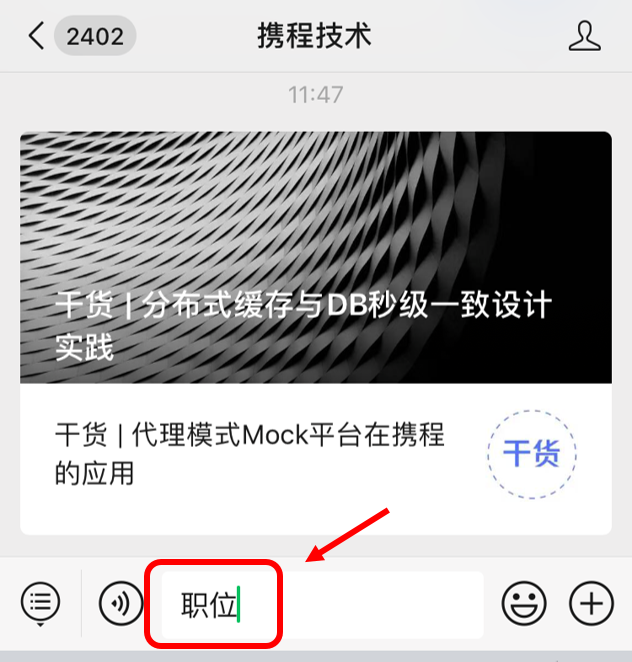 2402
携程技术
11:47
干货 | 分布式缓存与DB秒级一致设计
实践
干货 | 代理模式Mock平台在携程
的应用
干货
职位